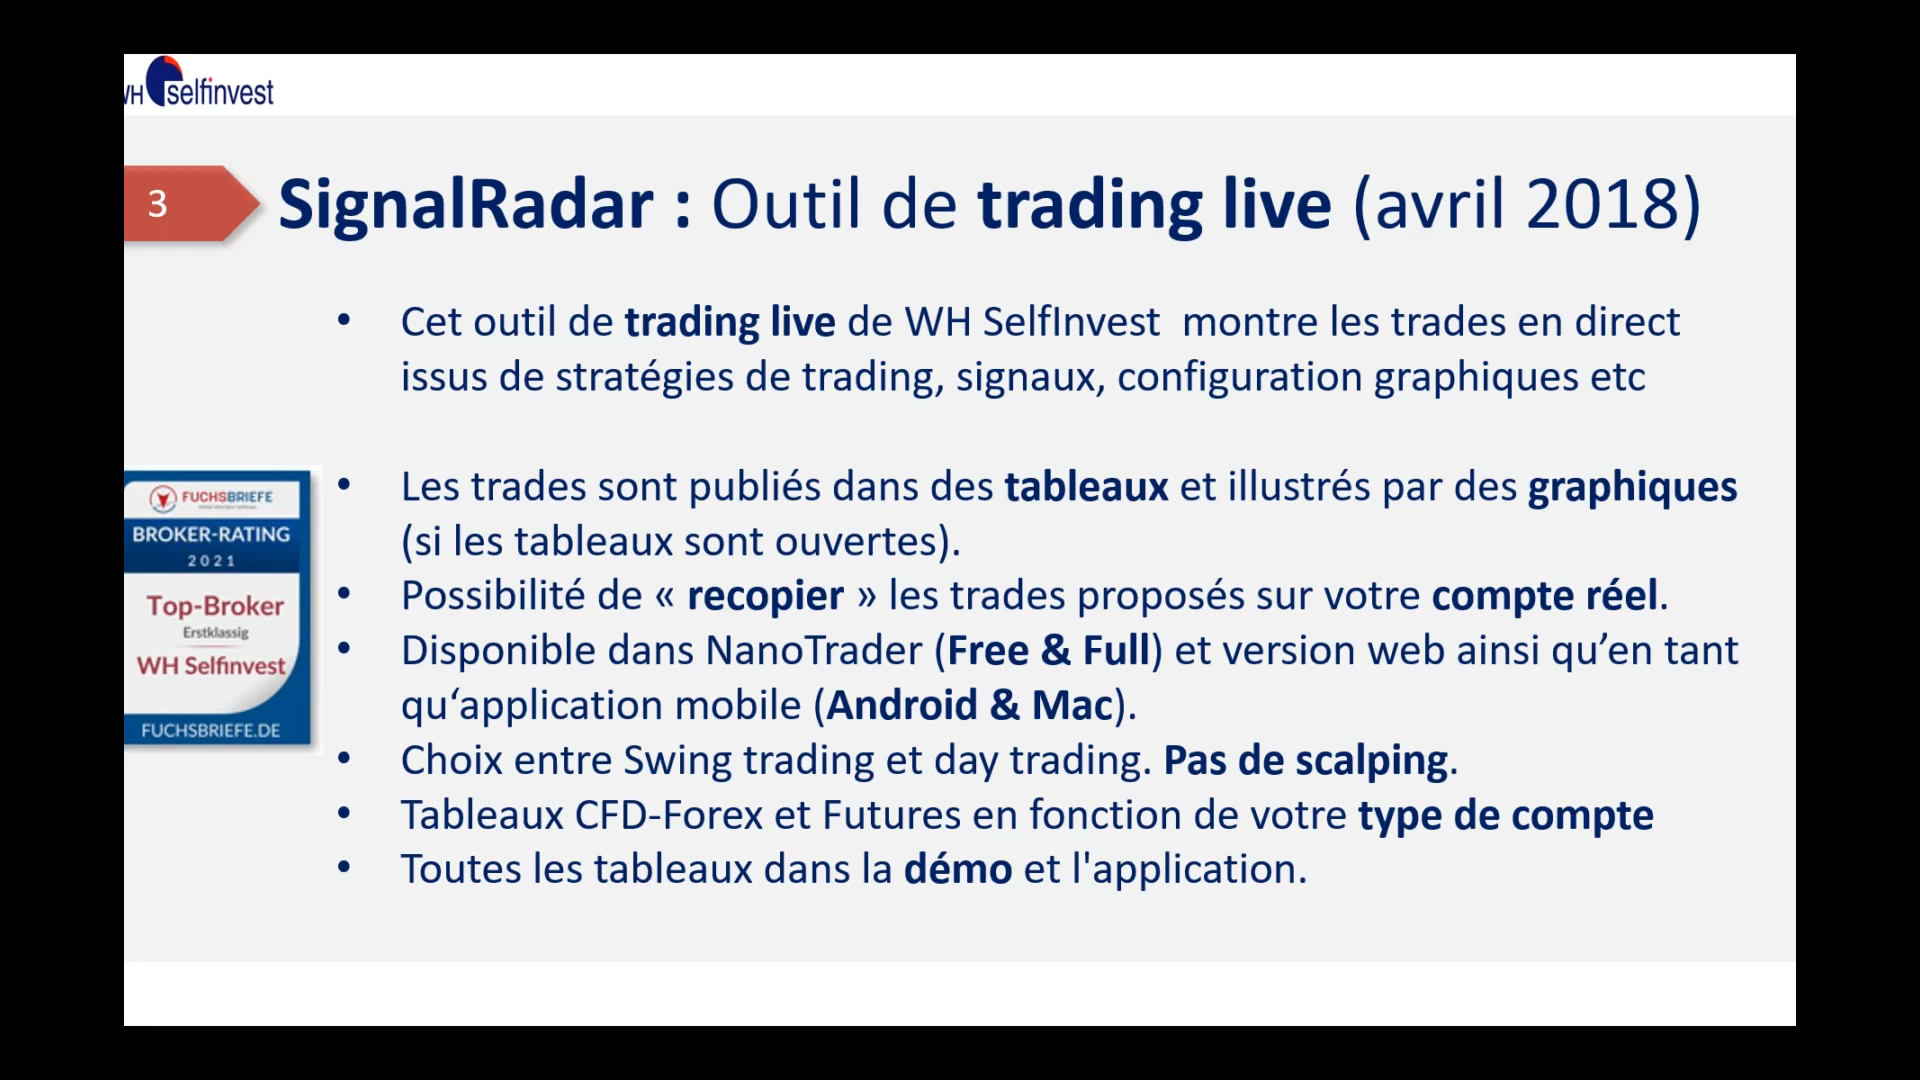 WH selfinvest
3
SignalRadar : Outil de trading live (avril 2018)
• Cet outil de trading live de WH SelfInvest montre les trades en direct
issus de stratégies de trading, signaux, configuration graphiques etc
• Les trades sont publiés dans des tableaux et illustrés par des graphiques
(si les tableaux sont ouvertes).
• Possibilité de « recopier » les trades proposés sur votre compte réel.
• Disponible dans NanoTrader (Free & Full) et version web ainsi qu’en tant
qu‘application mobile (Android & Mac).
• Choix entre Swing trading et day trading. Pas de scalping.
• Tableaux CFD-Forex et Futures en fonction de votre type de compte
• Toutes les tableaux dans la démo et l'application.
FUCHSBRIEFE
BROKER-RATING
2021
Top-Broker
Erstklassig
WH Selfinvest
FUCHSBRIEFE.DE